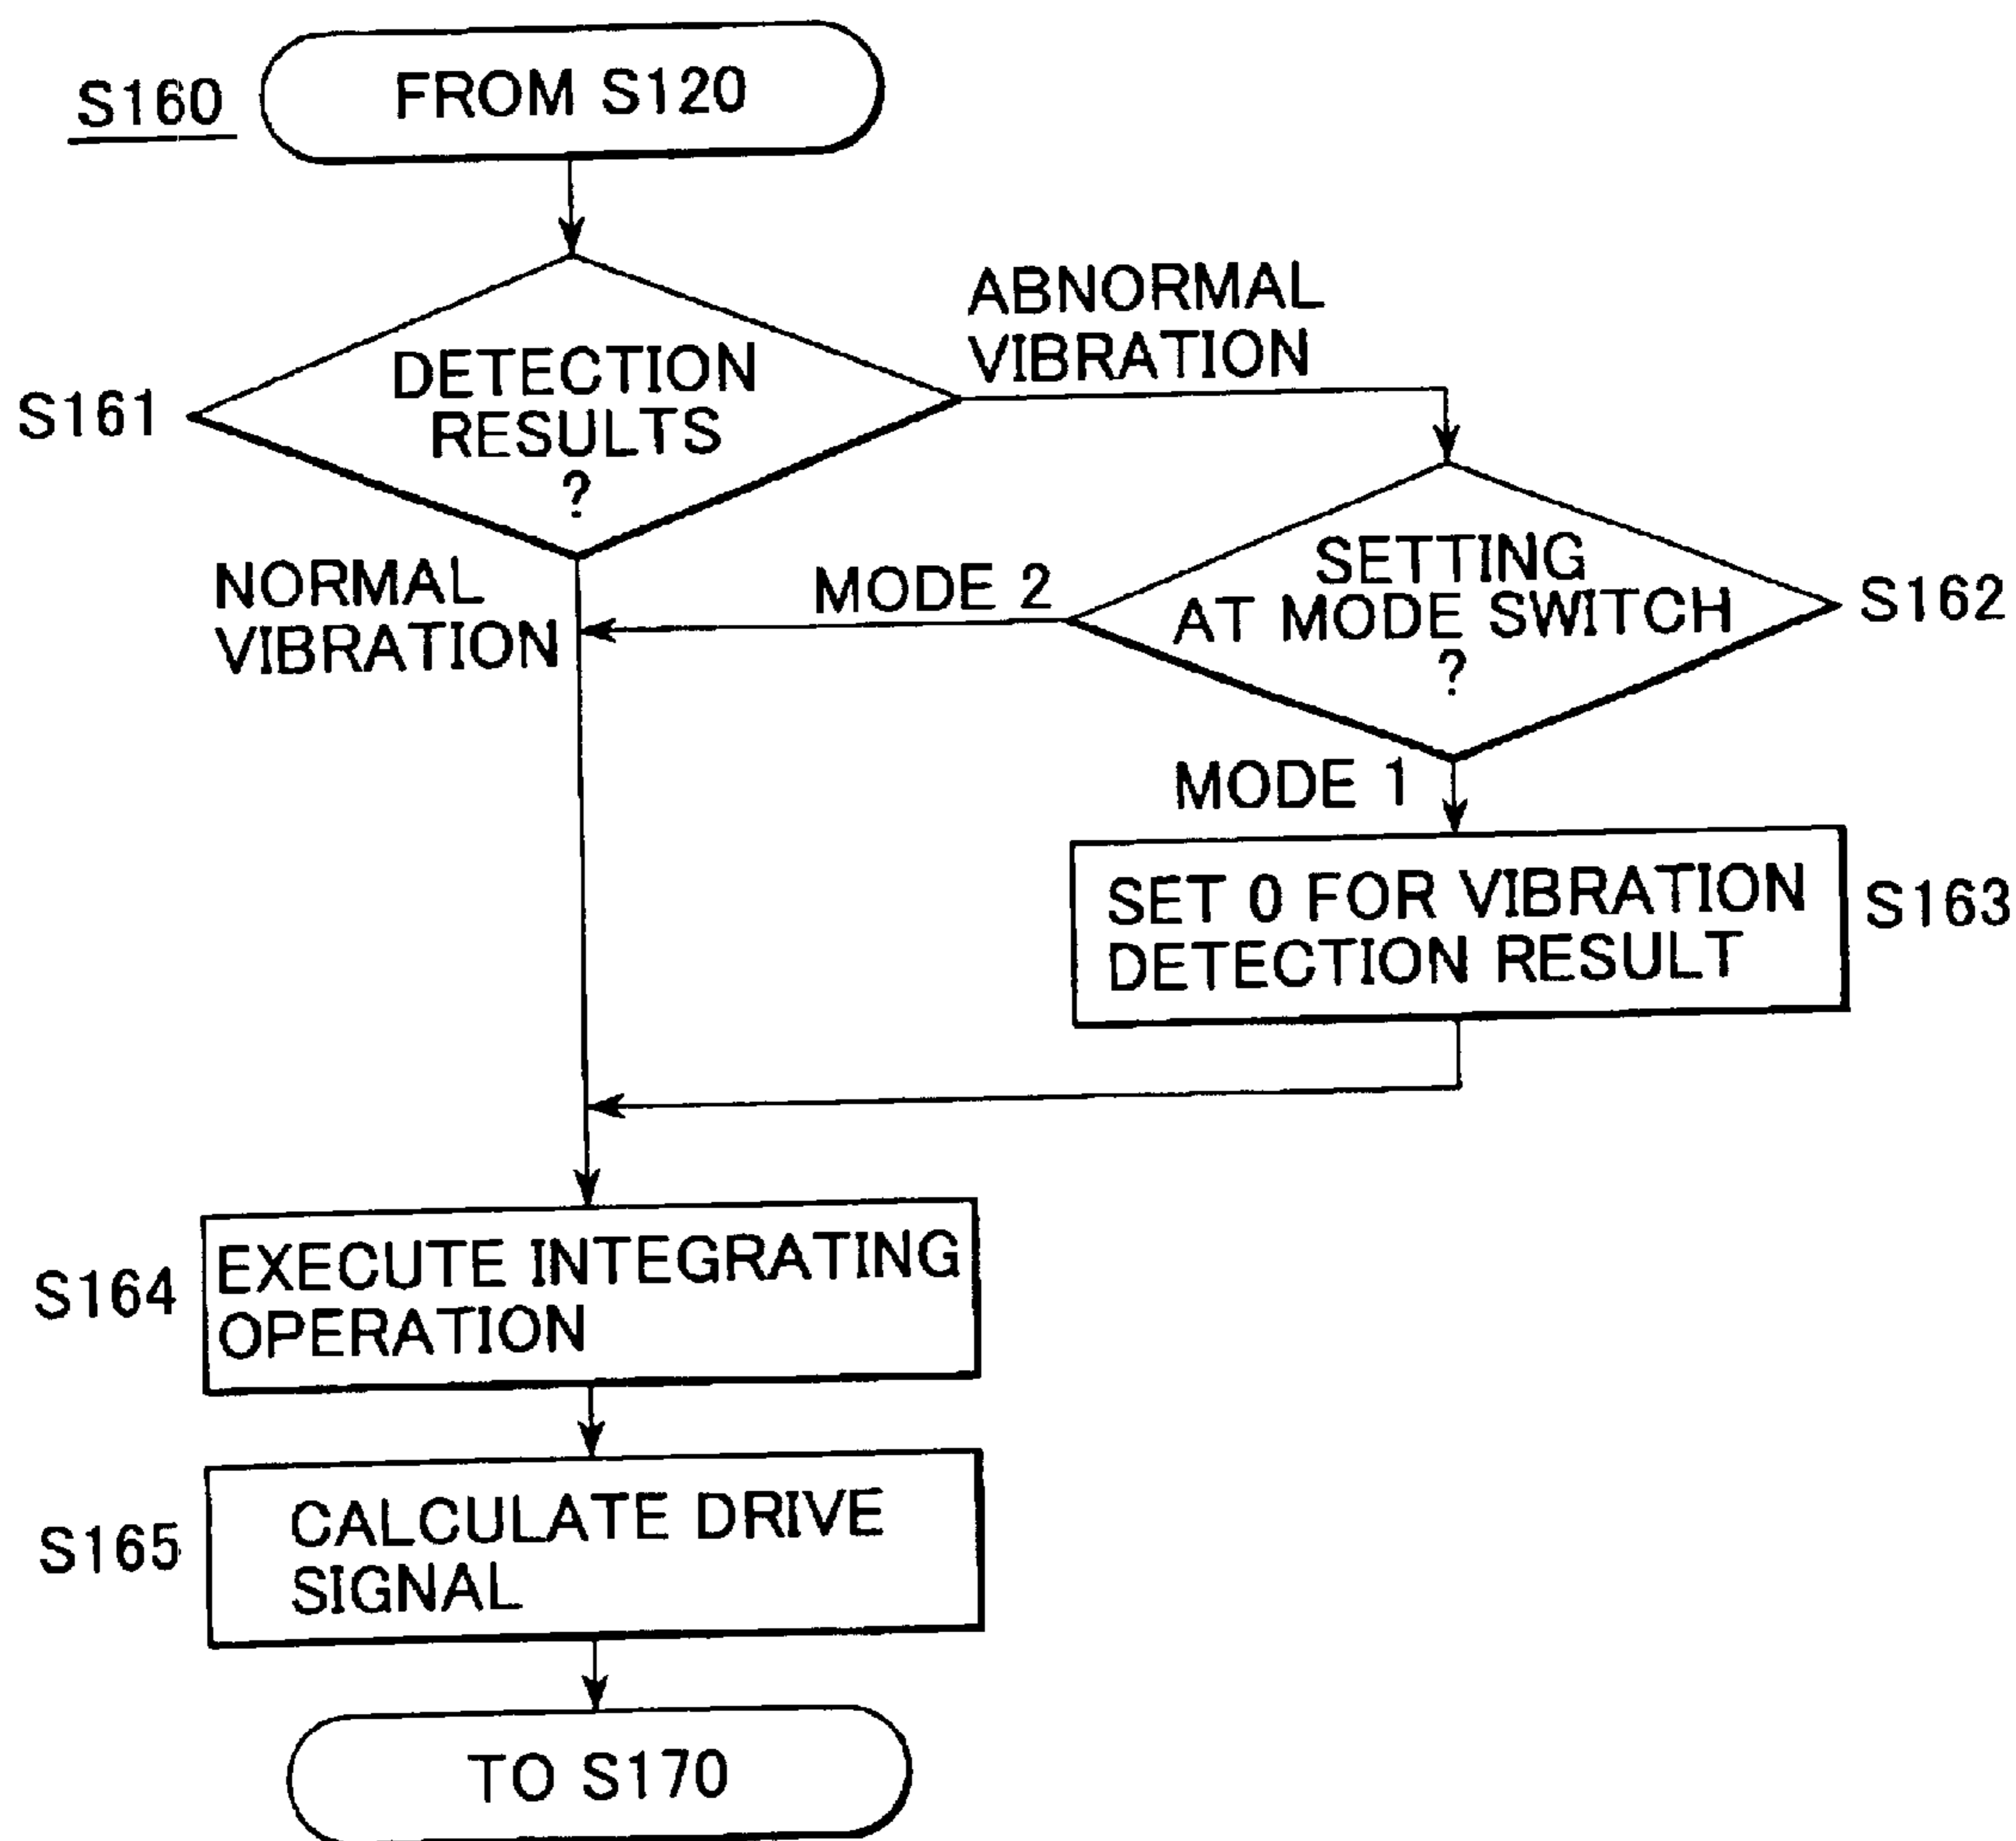 S160
FROM S120
ABNORMAL
VIBRATION
S161
DETECTION
RESULTS
?
NORMAL
VIBRATION
MODE 2
SETTING
AT MODE SWITCH
?
S162
MODE 1
SET 0 FOR VIBRATION
DETECTION RESULT
S163
S164
EXECUTE INTEGRATING
OPERATION
S165
CALCULATE DRIVE
SIGNAL
TO S170